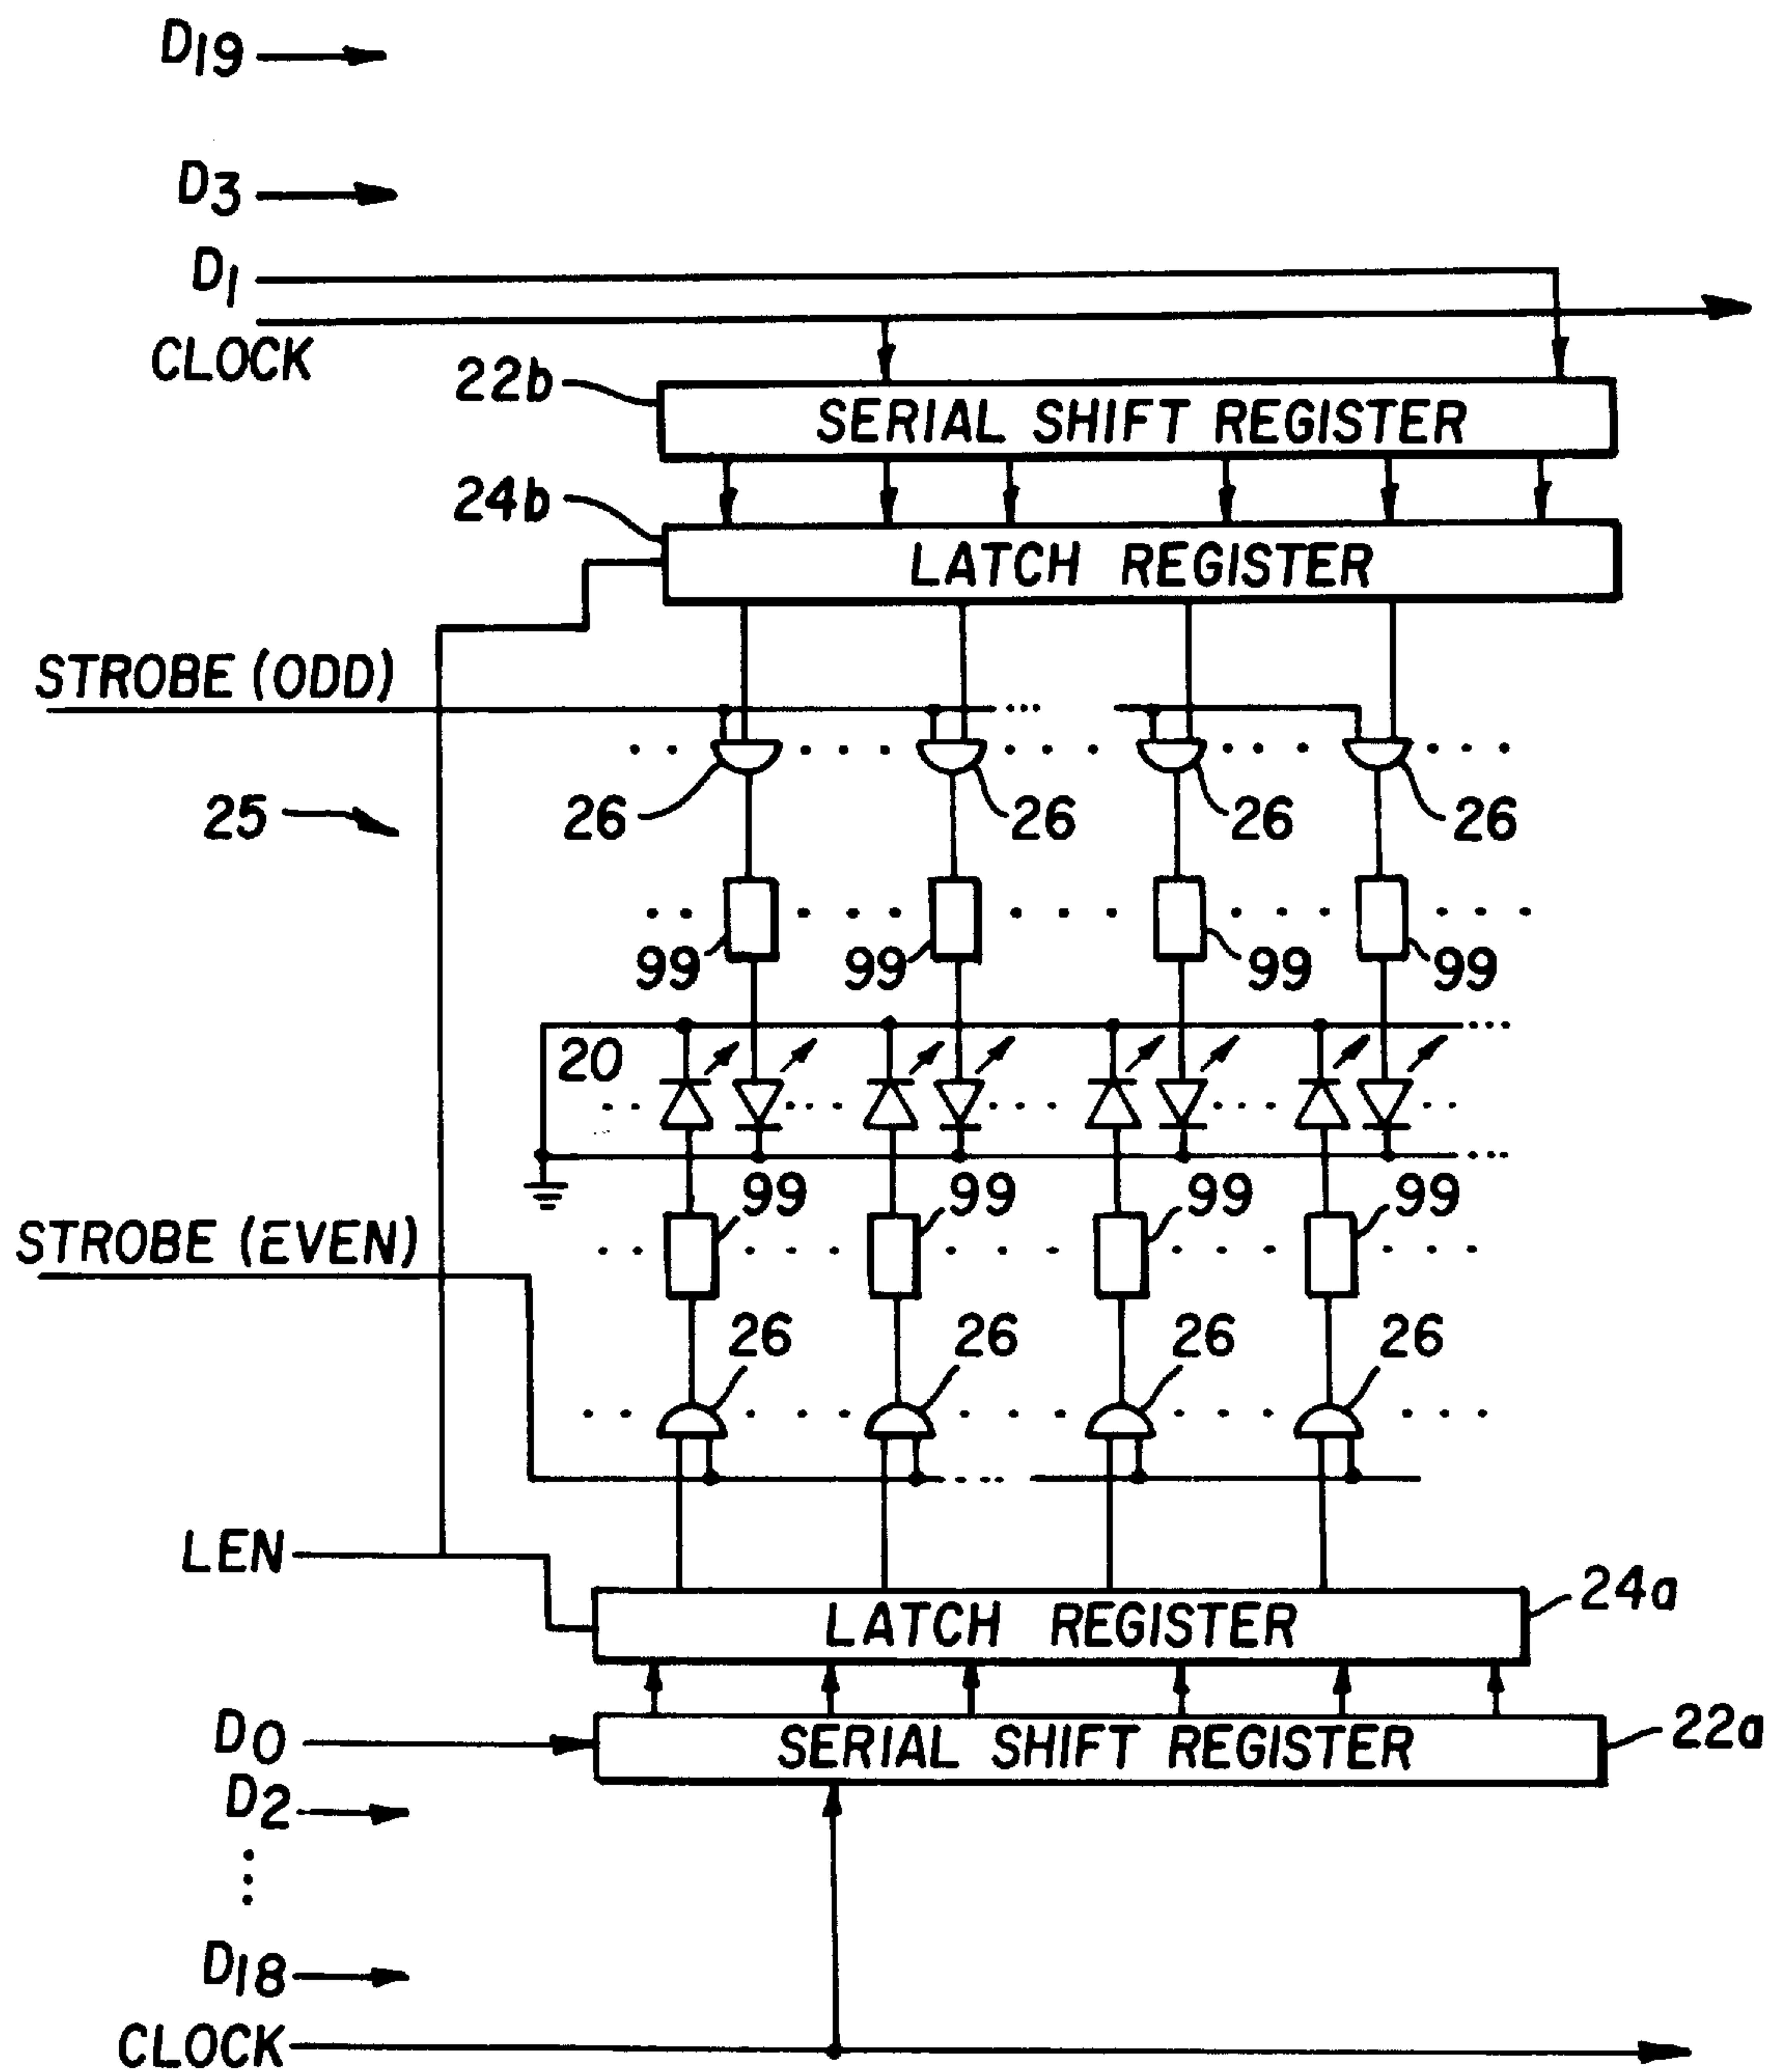 D19
D3
D1
CLOCK
22b
SERIAL SHIFT REGISTER
24b
LATCH REGISTER
STROBE (ODD)
25
26 26 26 26
99 99 99 99
20
99 99 99 99
STROBE (EVEN)
26 26 26 26
LEN
24a
LATCH REGISTER
D0
SERIAL SHIFT REGISTER
22a
D2
D18
CLOCK